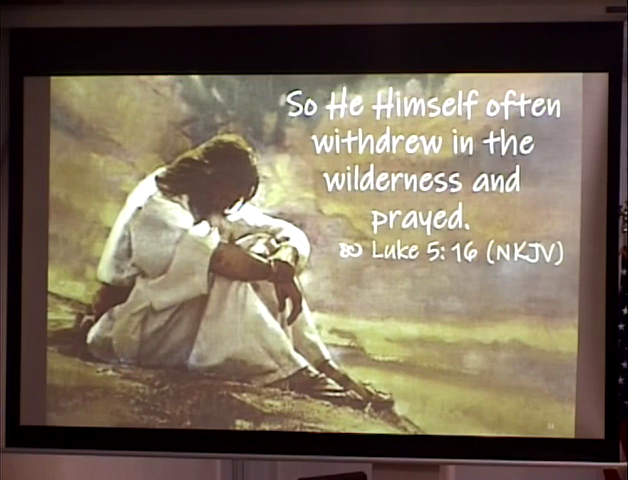 So He Himself often
withdrew in the
wilderness and
prayed.
Luke 5: 16 (NKJV)